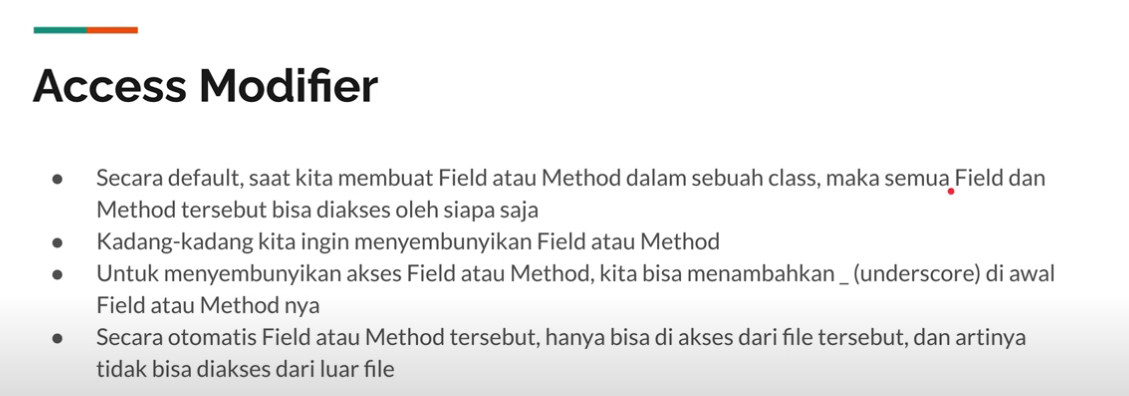 Access Modifier
● Secara default, saat kita membuat Field atau Method dalam sebuah class, maka semua Field dan
Method tersebut bisa diakses oleh siapa saja
● Kadang-kadang kita ingin menyembunyikan Field atau Method
● Untuk menyembunyikan akses Field atau Method, kita bisa menambahkan _ (underscore) di awal
Field atau Method nya
● Secara otomatis Field atau Method tersebut, hanya bisa di akses dari file tersebut, dan artinya
tidak bisa diakses dari luar file